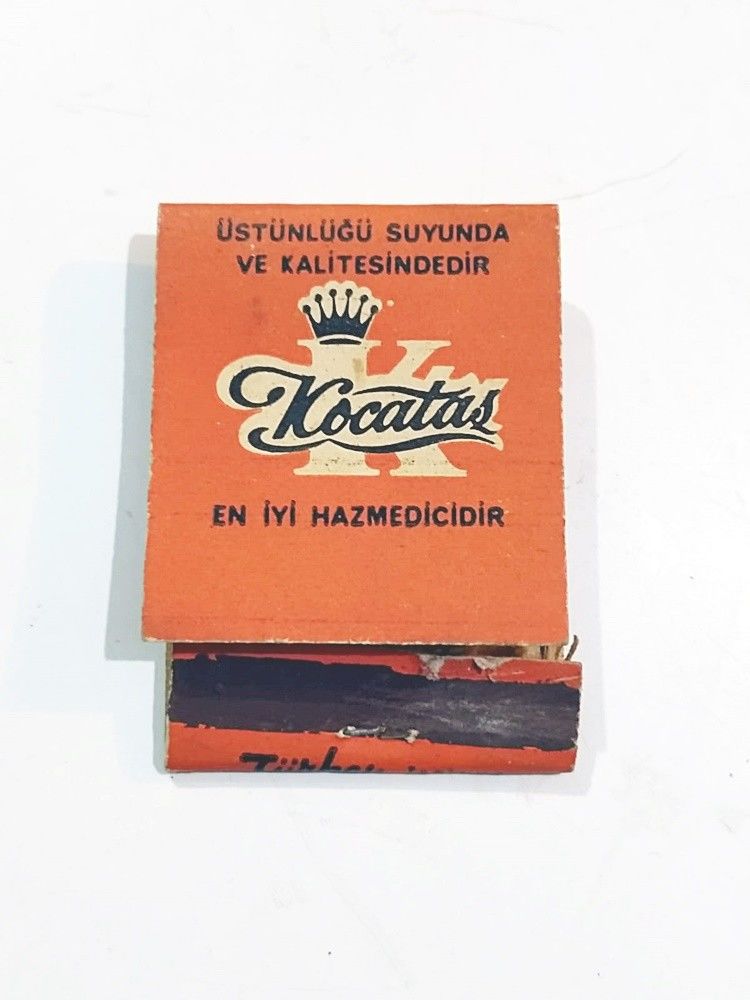 ÜSTÜNLÜĞÜ SUYUNDA
VE KALİTESİNDEDİR
K
Kocataş
EN İYİ HAZMEDİCİDİR